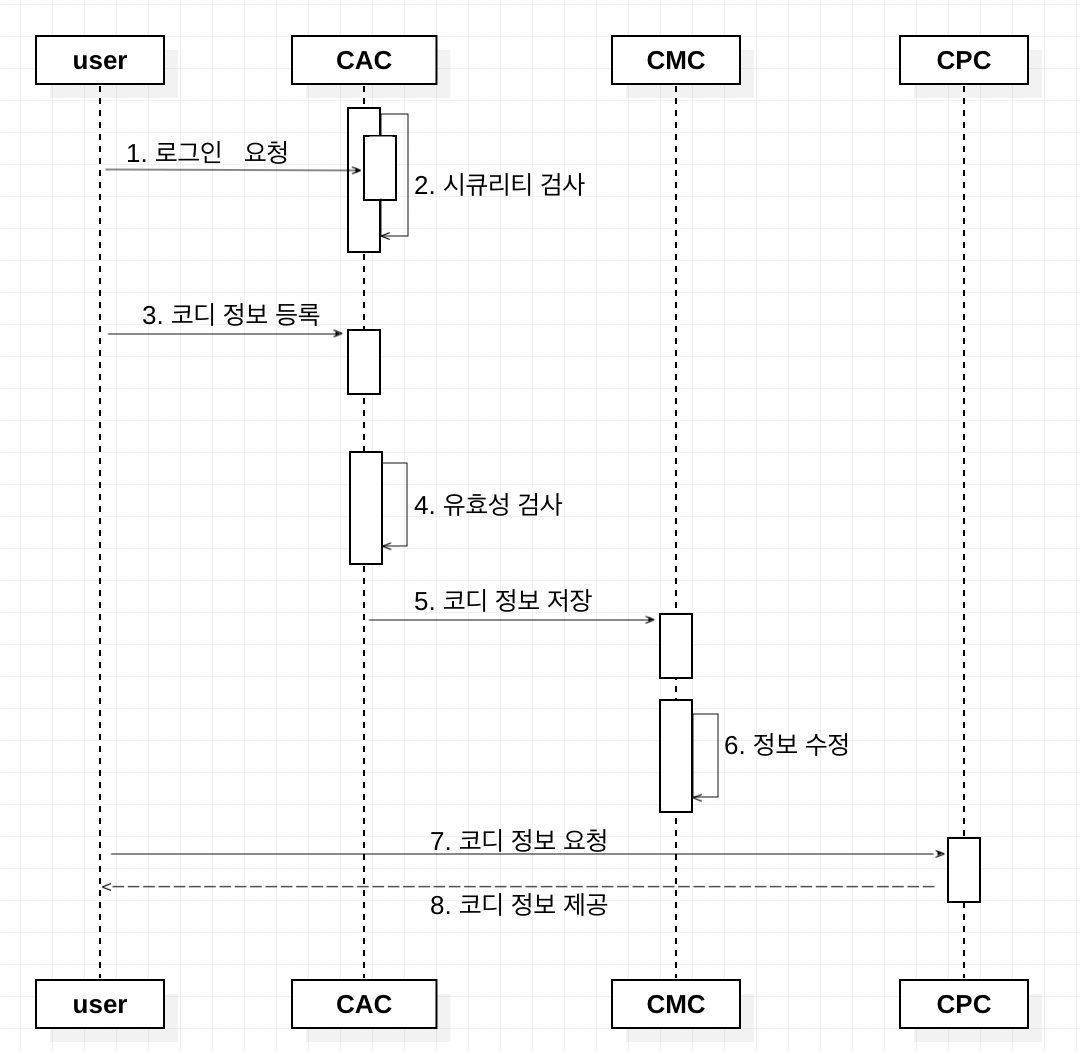 user CAC CMC CPC
1. 로그인 요청
2. 시큐리티 검사
3. 코디 정보 등록
4. 유효성 검사
5. 코디 정보 저장
6. 정보 수정
7. 코디 정보 요청
8. 코디 정보 제공
user CAC CMC CPC